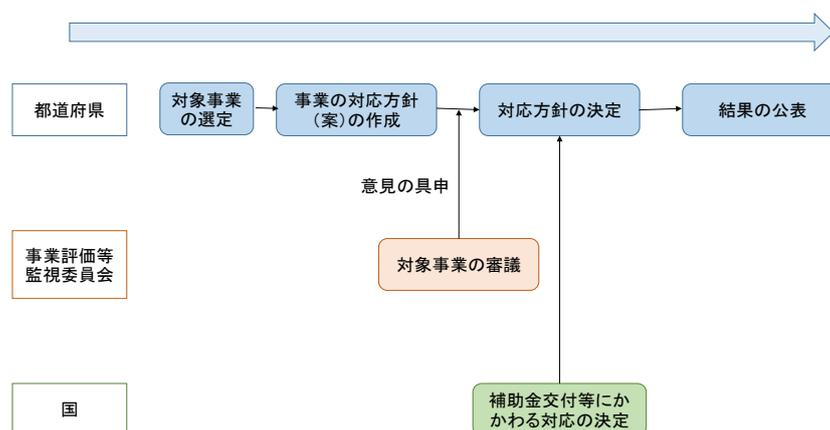 都道府県
対象事業
の選定
事業の対応方針
（案）の作成
対応方針の決定
結果の公表
意見の具申
事業評価等
監視委員会
対象事業の審議
国
補助金交付等にか
かわる対応の決定